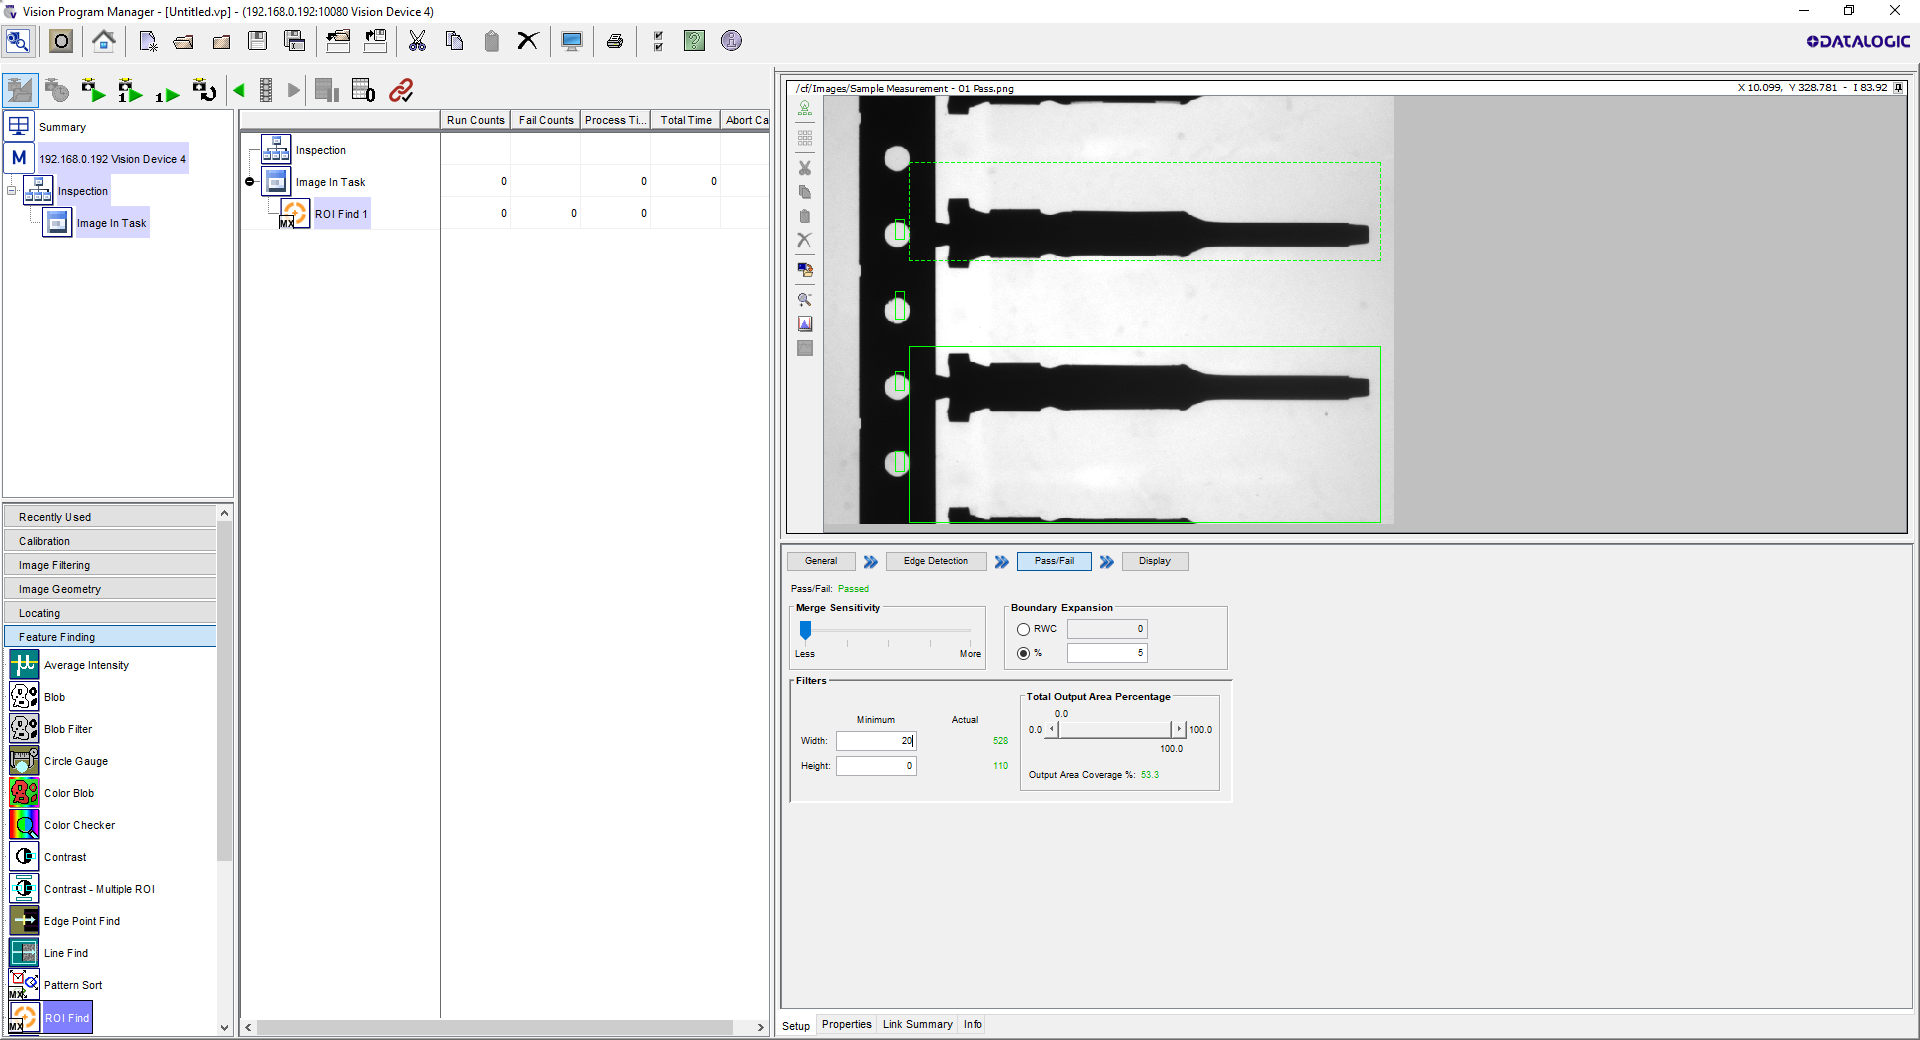 Vision Program Manager - [Untitled.vp] - (192.168.0.192:10080 Vision Device 4)
DATALOGIC
Summary
M 192.168.0.192 Vision Device 4
Inspection
Image In Task
Run Counts Fail Counts Process Ti... Total Time Abort Ca
Inspection
Image In Task 0 0 0
MX ROI Find 1 0 0 0
/cf/Images/Sample Measurement - 01 Pass.png X 10.099, Y 328.781 - I 83.92
Recently Used
Calibration
Image Filtering
Image Geometry
Locating
Feature Finding
Average Intensity
Blob
Blob Filter
Circle Gauge
Color Blob
Color Checker
Contrast
Contrast - Multiple ROI
Edge Point Find
Line Find
MX Pattern Sort
MX ROI Find
General Edge Detection Pass/Fail Display
Pass/Fail: Passed
Merge Sensitivity
Less More
Boundary Expansion
RWC 0
% 5
Filters
Minimum Actual
Width: 20 528
Height: 0 110
Total Output Area Percentage
0.0
0.0 100.0
100.0
Output Area Coverage %: 53.3
Setup Properties Link Summary Info